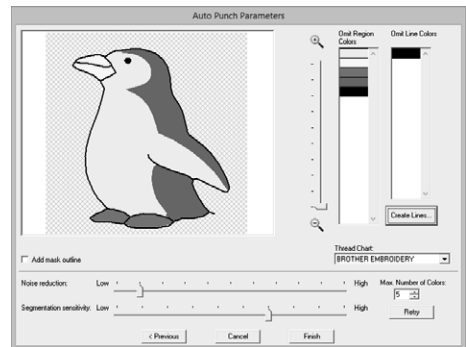 Auto Punch Parameters
Omit Region Colors
Omit Line Colors
Create Lines...
Thread Chart:
BROTHER EMBROIDERY
Add mask outline
Noise reduction: Low High
Max. Number of Colors:
5
Segmentation sensitivity: Low High
Retry
< Previous Cancel Finish